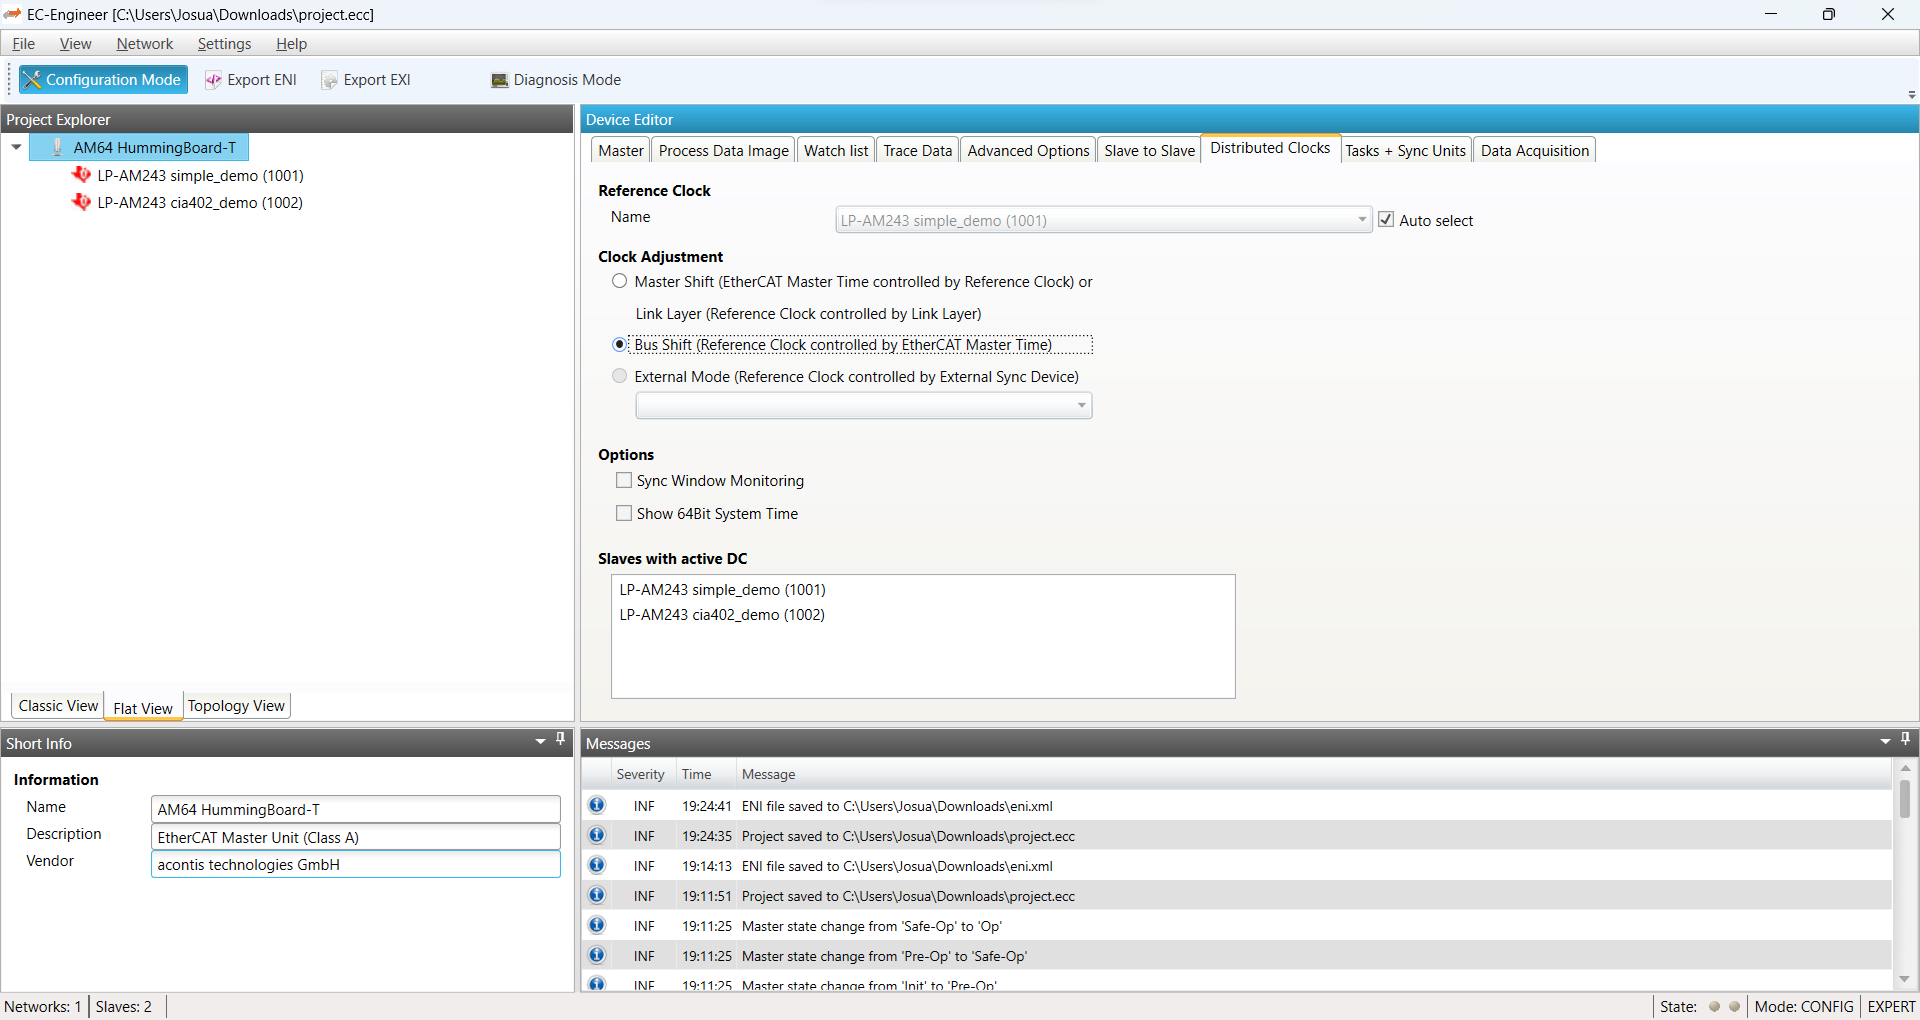 EC-Engineer [C:\Users\Josua\Downloads\project.ecc]
File View Network Settings Help
Configuration Mode Export ENI Export EXI Diagnosis Mode
Project Explorer
AM64 HummingBoard-T
LP-AM243 simple_demo (1001)
LP-AM243 cia402_demo (1002)
Classic View Flat View Topology View
Device Editor
Master Process Data Image Watch list Trace Data Advanced Options Slave to Slave Distributed Clocks Tasks + Sync Units Data Acquisition
Reference Clock
Name LP-AM243 simple_demo (1001) Auto select
Clock Adjustment
Master Shift (EtherCAT Master Time controlled by Reference Clock) or
Link Layer (Reference Clock controlled by Link Layer)
Bus Shift (Reference Clock controlled by EtherCAT Master Time)
External Mode (Reference Clock controlled by External Sync Device)
Options
Sync Window Monitoring
Show 64Bit System Time
Slaves with active DC
LP-AM243 simple_demo (1001)
LP-AM243 cia402_demo (1002)
Short Info
Information
Name AM64 HummingBoard-T
Description EtherCAT Master Unit (Class A)
Vendor acontis technologies GmbH
Messages
Severity Time Message
INF 19:24:41 ENI file saved to C:\Users\Josua\Downloads\eni.xml
INF 19:24:35 Project saved to C:\Users\Josua\Downloads\project.ecc
INF 19:14:13 ENI file saved to C:\Users\Josua\Downloads\eni.xml
INF 19:11:51 Project saved to C:\Users\Josua\Downloads\project.ecc
INF 19:11:25 Master state change from 'Safe-Op' to 'Op'
INF 19:11:25 Master state change from 'Pre-Op' to 'Safe-Op'
INF 19:11:25 Master state change from 'Init' to 'Pre-Op'
Networks: 1 Slaves: 2 State: Mode: CONFIG EXPERT